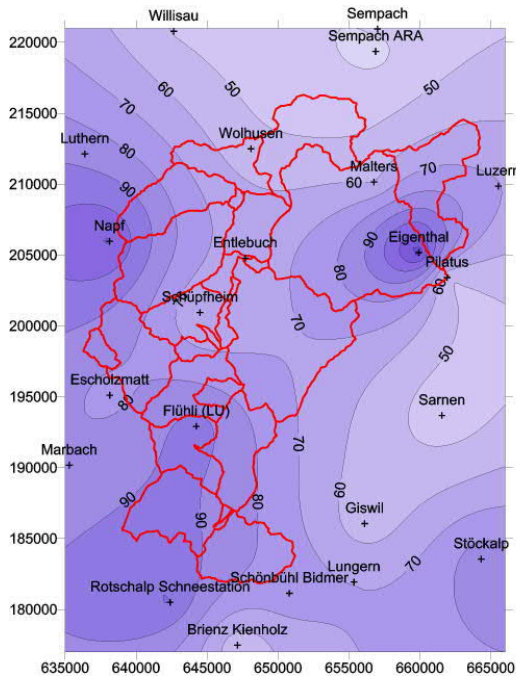 Willisau
Sempach
220000
Sempach ARA
60
50
50
70
215000
80
Luthern
Wolhusen
Malters
70
60
Luzern
210000
90
Napf
Eigenthal
90
Entlebuch
80
Pilatus
60
205000
Schüpfheim
70
70
200000
50
Escholzmatt
80
195000
Flühli (LU)
Sarnen
70
Marbach
190000
60
80
90
90
Giswil
185000
Stöckalp
70
Lungern
Schönbühl Bidmer
Rotschalp Schneestation
180000
Brienz Kienholz
635000 640000 645000 650000 655000 660000 665000